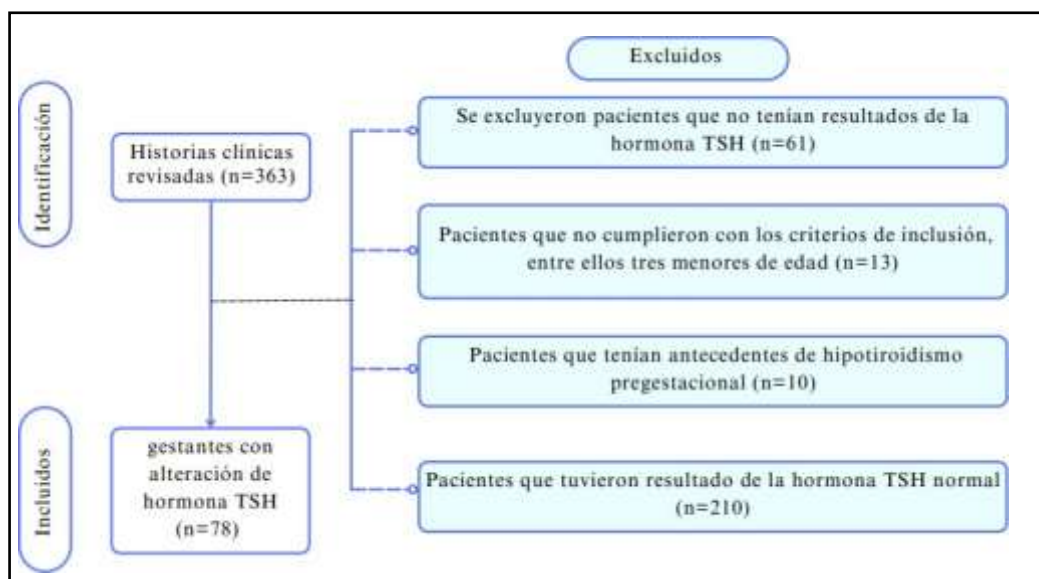 Excluidos
Identificación
Historias clínicas
revisadas (n=363)
Se excluyeron pacientes que no tenían resultados de la
hormona TSH (n=61)
Pacientes que no cumplieron con los criterios de inclusión,
entre ellos tres menores de edad (n=13)
Pacientes que tenían antecedentes de hipotiroidismo
pregestacional (n=10)
Incluidos
gestantes con
alteración de
hormona TSH
(n=78)
Pacientes que tuvieron resultado de la hormona TSH normal
(n=210)